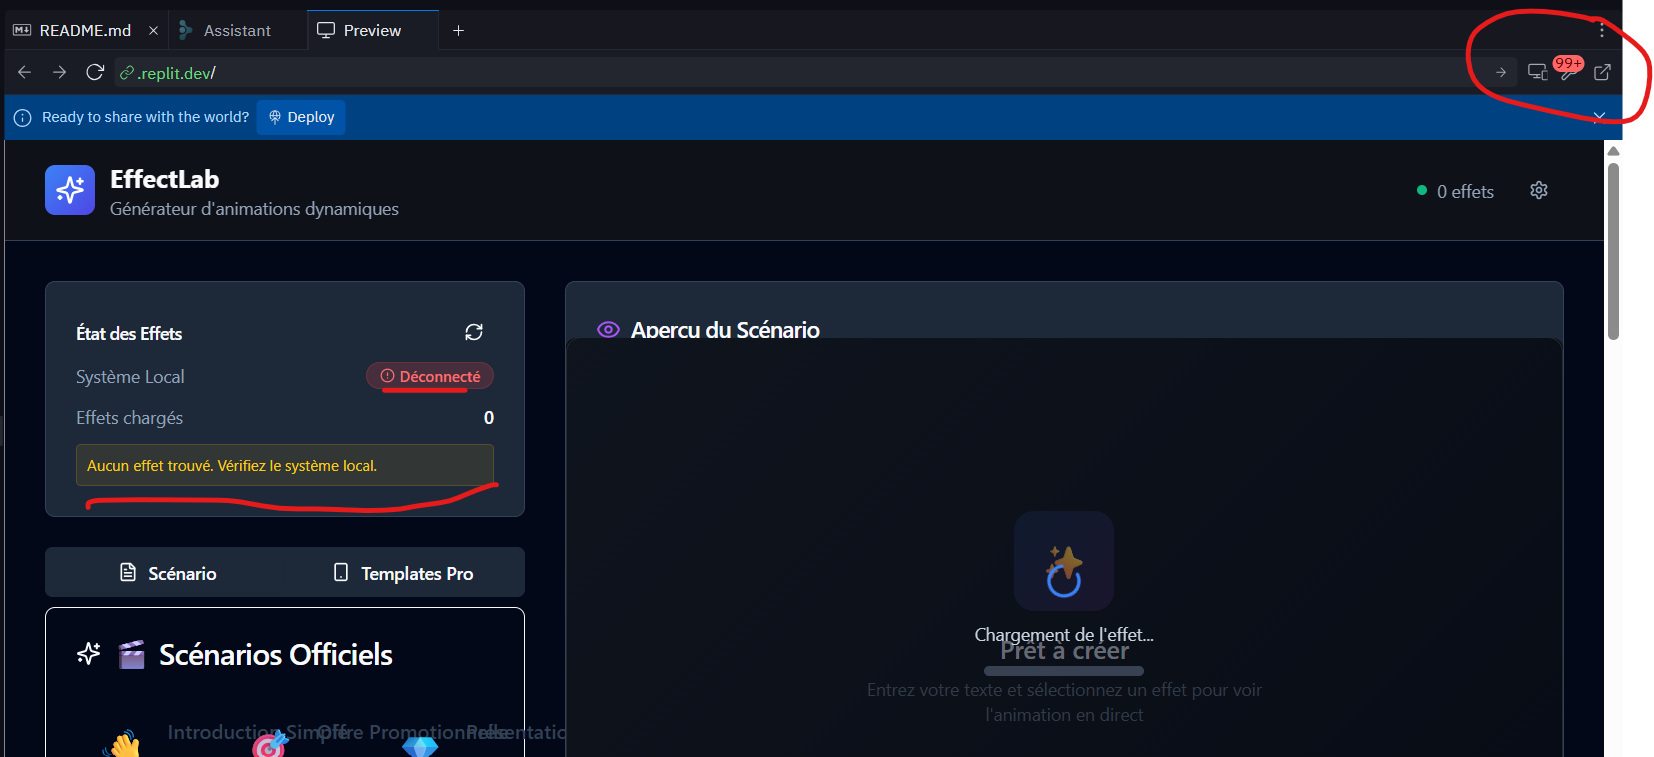 README.md
Assistant
Preview
.replit.dev/
99+
Ready to share with the world?
Deploy
EffectLab
Générateur d'animations dynamiques
0 effets
État des Effets
Système Local
Déconnecté
Effets chargés
0
Aucun effet trouvé. Vérifiez le système local.
Scénario
Templates Pro
Scénarios Officiels
Introduction Simple
Offre Promotionnelle
Présentatio
Aperçu du Scénario
Chargement de l'effet...
Prêt à créer
Entrez votre texte et sélectionnez un effet pour voir
l'animation en direct